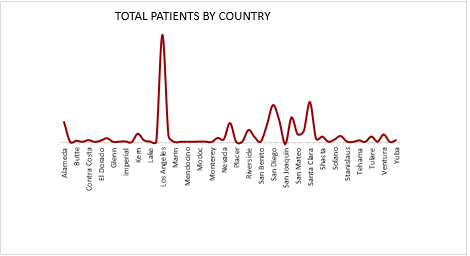 TOTAL PATIENTS BY COUNTRY
Alameda
Butte
Contra Costa
El Dorado
Glenn
Imperial
Kern
Lake
Los Angeles
Marin
Mendocino
Modoc
Monterey
Nevada
Placer
Riverside
San Benito
San Diego
San Joaquin
San Mateo
Santa Clara
Shasta
Solano
Stanislaus
Tehama
Tulare
Ventura
Yuba